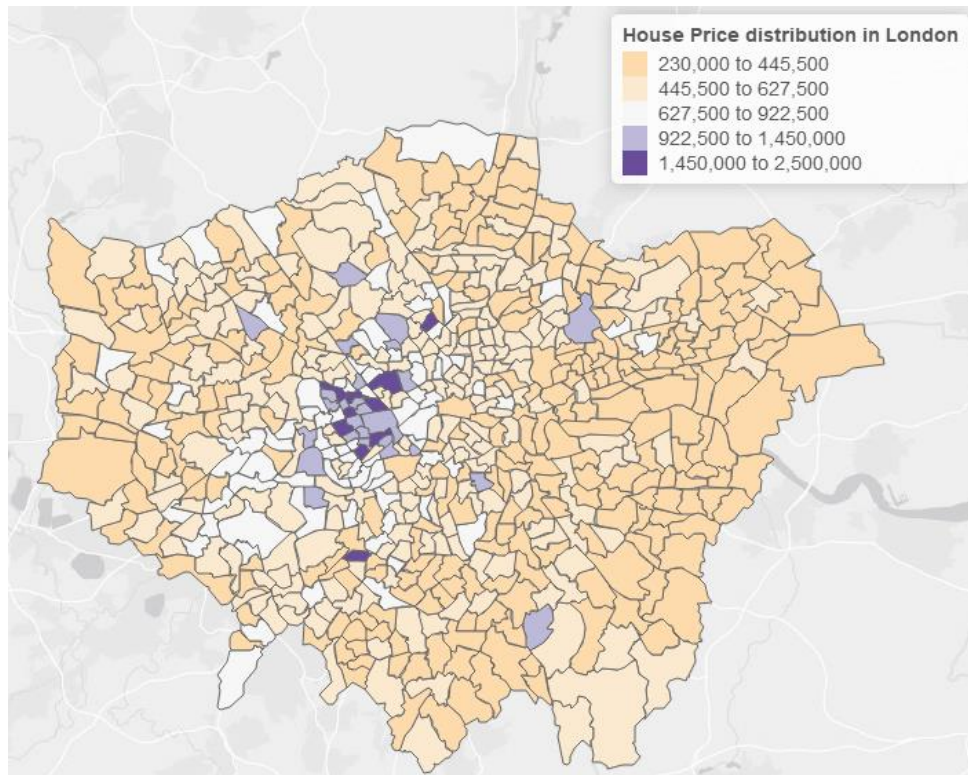 House Price distribution in London
230,000 to 445,500
445,500 to 627,500
627,500 to 922,500
922,500 to 1,450,000
1,450,000 to 2,500,000